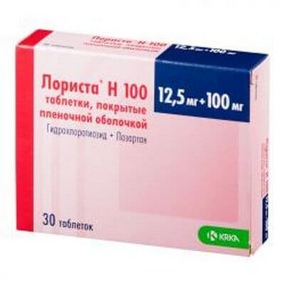 Лориста® Н 100
12,5 мг + 100 мг
таблетки, покрытые
пленочной оболочкой
Гидрохлоротиазид + Лозартан
30 таблеток
KRKA